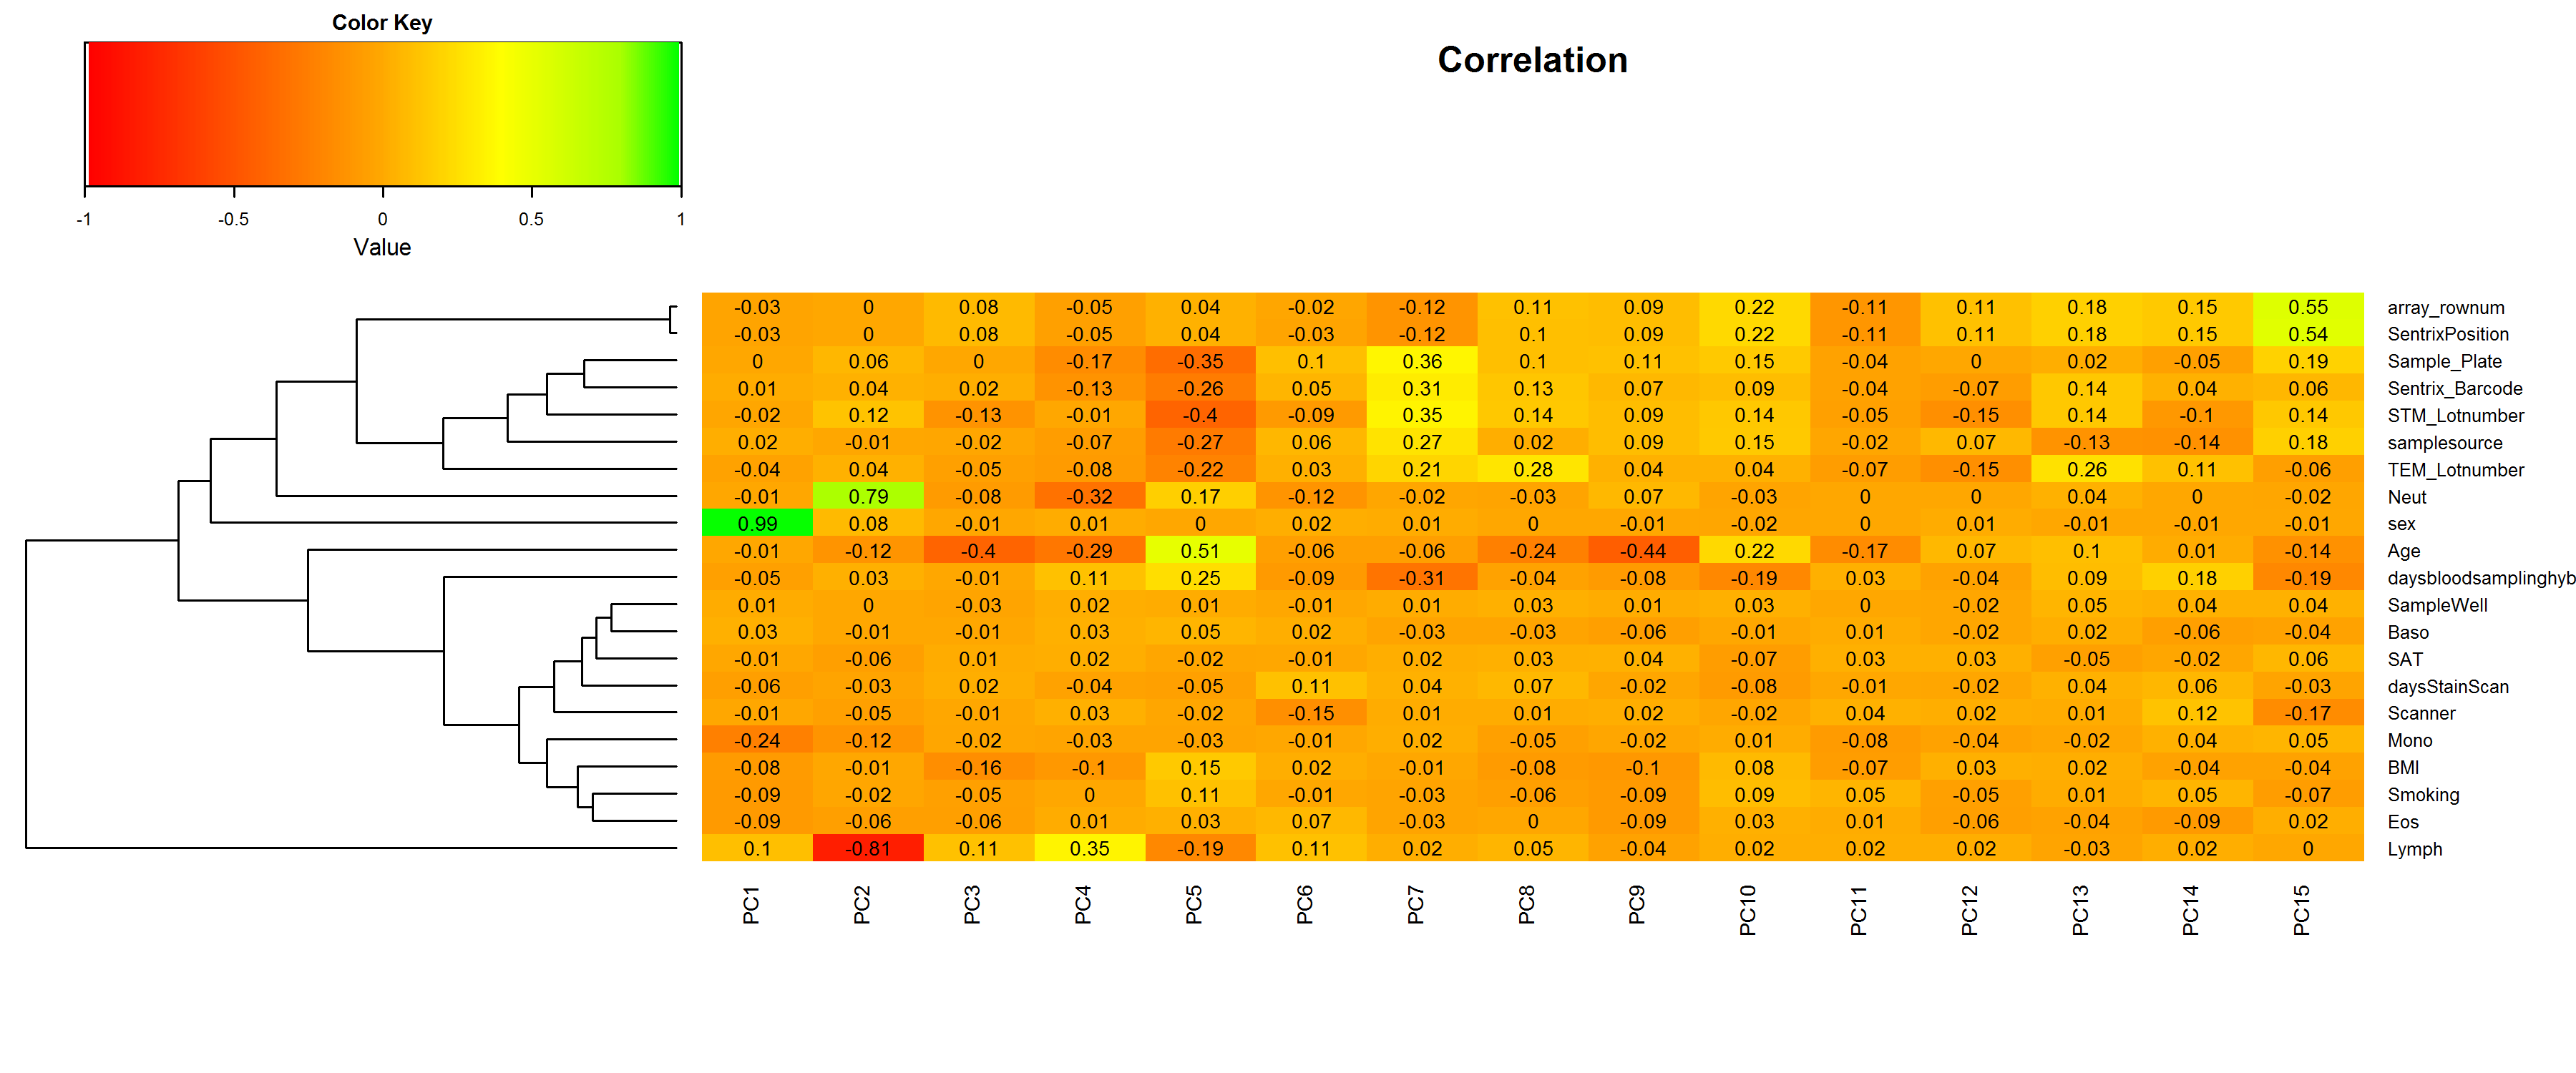 Color Key
Correlation
-1 -0.5 0 0.5 1
Value
-0.03 0 0.08 -0.05 0.04 -0.02 -0.12 0.11 0.09 0.22 -0.11 0.11 0.18 0.15 0.55 array_rownum
-0.03 0 0.08 -0.05 0.04 -0.03 -0.12 0.1 0.09 0.22 -0.11 0.11 0.18 0.15 0.54 SentrixPosition
0 0.06 0 -0.17 -0.35 0.1 0.36 0.1 0.11 0.15 -0.04 0 0.02 -0.05 0.19 Sample_Plate
0.01 0.04 0.02 -0.13 -0.26 0.05 0.31 0.13 0.07 0.09 -0.04 -0.07 0.14 0.04 0.06 Sentrix_Barcode
-0.02 0.12 -0.13 -0.01 -0.4 -0.09 0.35 0.14 0.09 0.14 -0.05 -0.15 0.14 -0.1 0.14 STM_Lotnumber
0.02 -0.01 -0.02 -0.07 -0.27 0.06 0.27 0.02 0.09 0.15 -0.02 0.07 -0.13 -0.14 0.18 samplesource
-0.04 0.04 -0.05 -0.08 -0.22 0.03 0.21 0.28 0.04 0.04 -0.07 -0.15 0.26 0.11 -0.06 TEM_Lotnumber
-0.01 0.79 -0.08 -0.32 0.17 -0.12 -0.02 -0.03 0.07 -0.03 0 0 0.04 0 -0.02 Neut
0.99 0.08 -0.01 0.01 0 0.02 0.01 0 -0.01 -0.02 0 0.01 -0.01 -0.01 -0.01 sex
-0.01 -0.12 -0.4 -0.29 0.51 -0.06 -0.06 -0.24 -0.44 0.22 -0.17 0.07 0.1 0.01 -0.14 Age
-0.05 0.03 -0.01 0.11 0.25 -0.09 -0.31 -0.04 -0.08 -0.19 0.03 -0.04 0.09 0.18 -0.19 daysbloodsamplinghyb
0.01 0 -0.03 0.02 0.01 -0.01 0.01 0.03 0.01 0.03 0 -0.02 0.05 0.04 0.04 SampleWell
0.03 -0.01 -0.01 0.03 0.05 0.02 -0.03 -0.03 -0.06 -0.01 0.01 -0.02 0.02 -0.06 -0.04 Baso
-0.01 -0.06 0.01 0.02 -0.02 -0.01 0.02 0.03 0.04 -0.07 0.03 0.03 -0.05 -0.02 0.06 SAT
-0.06 -0.03 0.02 -0.04 -0.05 0.11 0.04 0.07 -0.02 -0.08 -0.01 -0.02 0.04 0.06 -0.03 daysStainScan
-0.01 -0.05 -0.01 0.03 -0.02 -0.15 0.01 0.01 0.02 -0.02 0.04 0.02 0.01 0.12 -0.17 Scanner
-0.24 -0.12 -0.02 -0.03 -0.03 -0.01 0.02 -0.05 -0.02 0.01 -0.08 -0.04 -0.02 0.04 0.05 Mono
-0.08 -0.01 -0.16 -0.1 0.15 0.02 -0.01 -0.08 -0.1 0.08 -0.07 0.03 0.02 -0.04 -0.04 BMI
-0.09 -0.02 -0.05 0 0.11 -0.01 -0.03 -0.06 -0.09 0.09 0.05 -0.05 0.01 0.05 -0.07 Smoking
-0.09 -0.06 -0.06 0.01 0.03 0.07 -0.03 0 -0.09 0.03 0.01 -0.06 -0.04 -0.09 0.02 Eos
0.1 -0.81 0.11 0.35 -0.19 0.11 0.02 0.05 -0.04 0.02 0.02 0.02 -0.03 0.02 0 Lymph
PC1 PC2 PC3 PC4 PC5 PC6 PC7 PC8 PC9 PC10 PC11 PC12 PC13 PC14 PC15